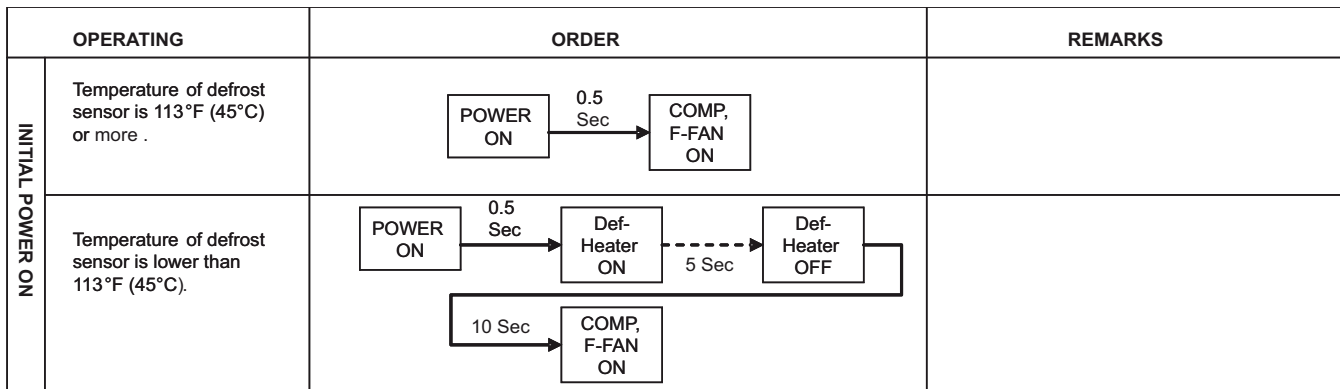 OPERATING
ORDER
REMARKS
INITIAL POWER ON
Temperature of defrost
sensor is 113°F (45°C)
or more .
POWER
ON
0.5
Sec
COMP,
F-FAN
ON
Temperature of defrost
sensor is lower than
113°F (45°C).
POWER
ON
0.5
Sec
Def-
Heater
ON
5 Sec
Def-
Heater
OFF
10 Sec
COMP,
F-FAN
ON